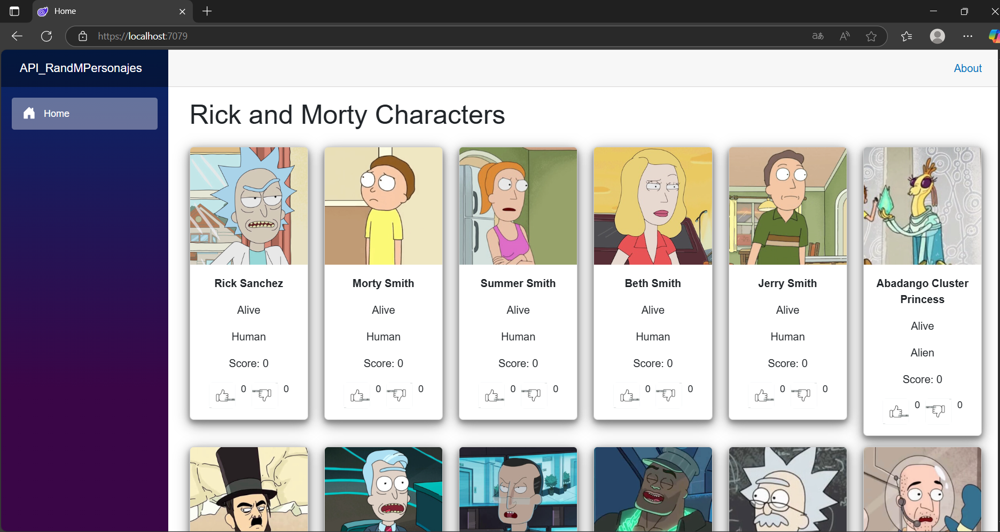 Home
https://localhost:7079
aあ
API_RandMPersonajes
About
Home
Rick and Morty Characters
Rick Sanchez
Alive
Human
Score: 0
0 0
Morty Smith
Alive
Human
Score: 0
0 0
Summer Smith
Alive
Human
Score: 0
0 0
Beth Smith
Alive
Human
Score: 0
0 0
Jerry Smith
Alive
Human
Score: 0
0 0
Abadango Cluster
Princess
Alive
Alien
Score: 0
0 0